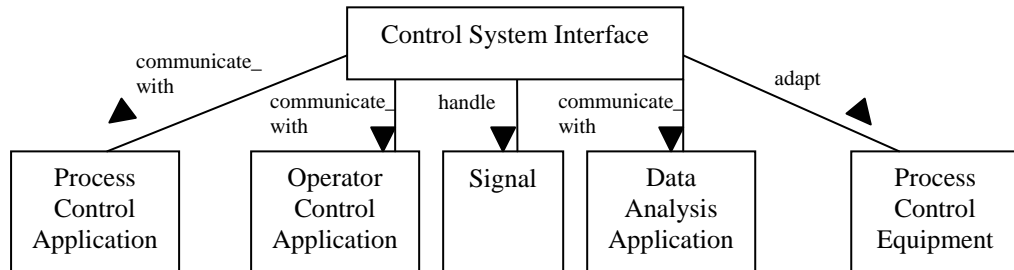 Control System Interface
communicate_
with
adapt
communicate_
with
handle
communicate_
with
Process
Control
Application
Operator
Control
Application
Signal
Data
Analysis
Application
Process
Control
Equipment